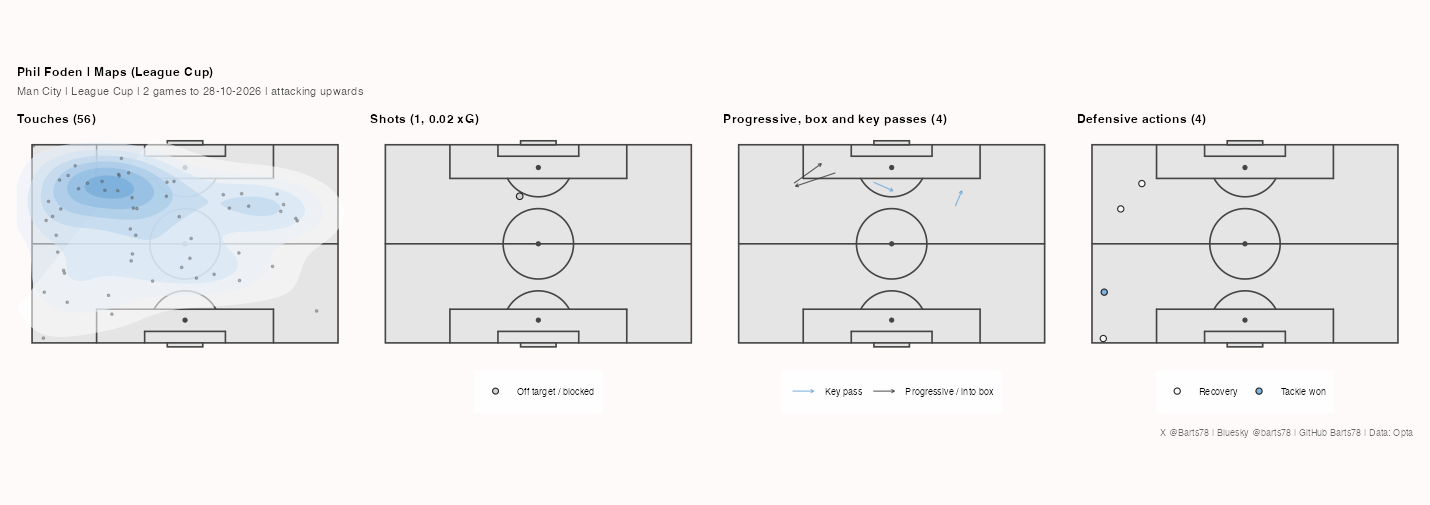 Phil Foden | Maps (League Cup)
Man City | League Cup | 2 games to 28-10-2026 | attacking upwards
Touches (56)
Shots (1, 0.02 xG)
Progressive, box and key passes (4)
Defensive actions (4)
Off target / blocked
Key pass
Progressive / into box
Recovery
Tackle won
X @Barts78 | Bluesky @barts78 | GitHub Barts78 | Data: Opta